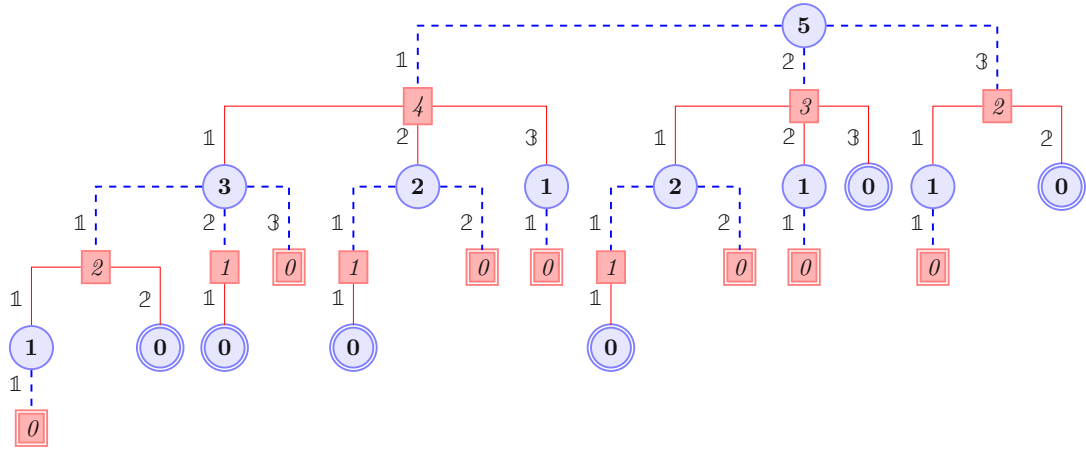 5
1 2 3
4 3 2
1 2 3 1 2 3 1 2
3 2 1 2 1 0 1 0
1 2 3 1 2 1 1 2 1 1
2 1 0 1 0 0 1 0 0 0
1 2 1 1 1
1 0 0 0 0
1
0